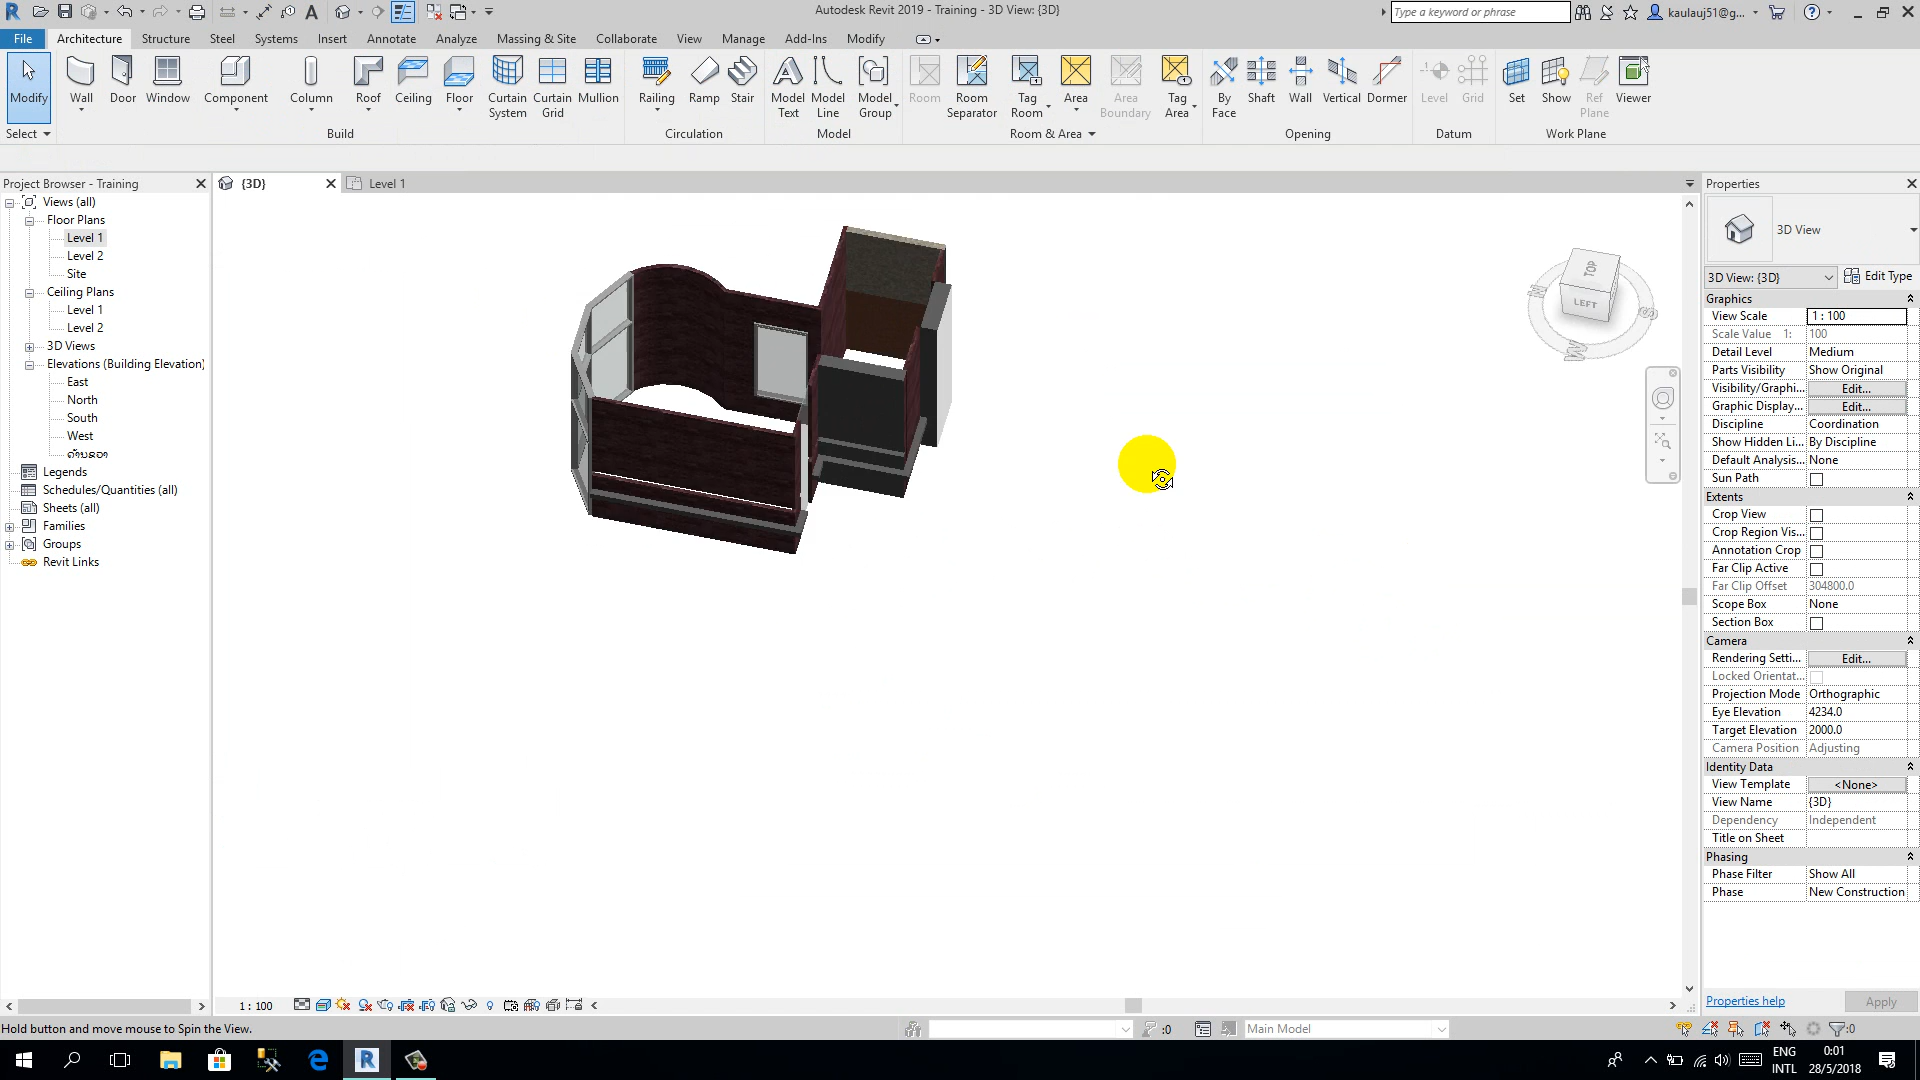 Autodesk Revit 2019 - Training - 3D View: {3D}
Type a keyword or phrase
kaulauj51@g...
File Architecture Structure Steel Systems Insert Annotate Analyze Massing & Site Collaborate View Manage Add-Ins Modify
Modify Wall Door Window Component Column Roof Ceiling Floor Curtain System Curtain Grid Mullion Railing Ramp Stair Model Text Model Line Model Group Room Room Separator Tag Room Area Area Boundary Tag Area By Face Shaft Wall Vertical Dormer Level Grid Set Show Ref Plane Viewer
Select Build Circulation Model Room & Area Opening Datum Work Plane
Project Browser - Training
{3D}
Level 1
Properties
Views (all)
Floor Plans
Level 1
Level 2
Site
Ceiling Plans
Level 1
Level 2
3D Views
Elevations (Building Elevation)
East
North
South
West
ດ້ານຂວາ
Legends
Schedules/Quantities (all)
Sheets (all)
Families
Groups
Revit Links
TOP
LEFT
N
S
W
3D View
3D View: {3D}
Edit Type
Graphics
View Scale 1 : 100
Scale Value 1: 100
Detail Level Medium
Parts Visibility Show Original
Visibility/Graphi... Edit...
Graphic Display... Edit...
Discipline Coordination
Show Hidden Li... By Discipline
Default Analysis... None
Sun Path
Extents
Crop View
Crop Region Vis...
Annotation Crop
Far Clip Active
Far Clip Offset 304800.0
Scope Box None
Section Box
Camera
Rendering Setti... Edit...
Locked Orientat...
Projection Mode Orthographic
Eye Elevation 4234.0
Target Elevation 2000.0
Camera Position Adjusting
Identity Data
View Template <None>
View Name {3D}
Dependency Independent
Title on Sheet
Phasing
Phase Filter Show All
Phase New Construction
Properties help
Apply
1 : 100
Hold button and move mouse to Spin the View.
:0
Main Model
:0
ENG
INTL
0:01
28/5/2018